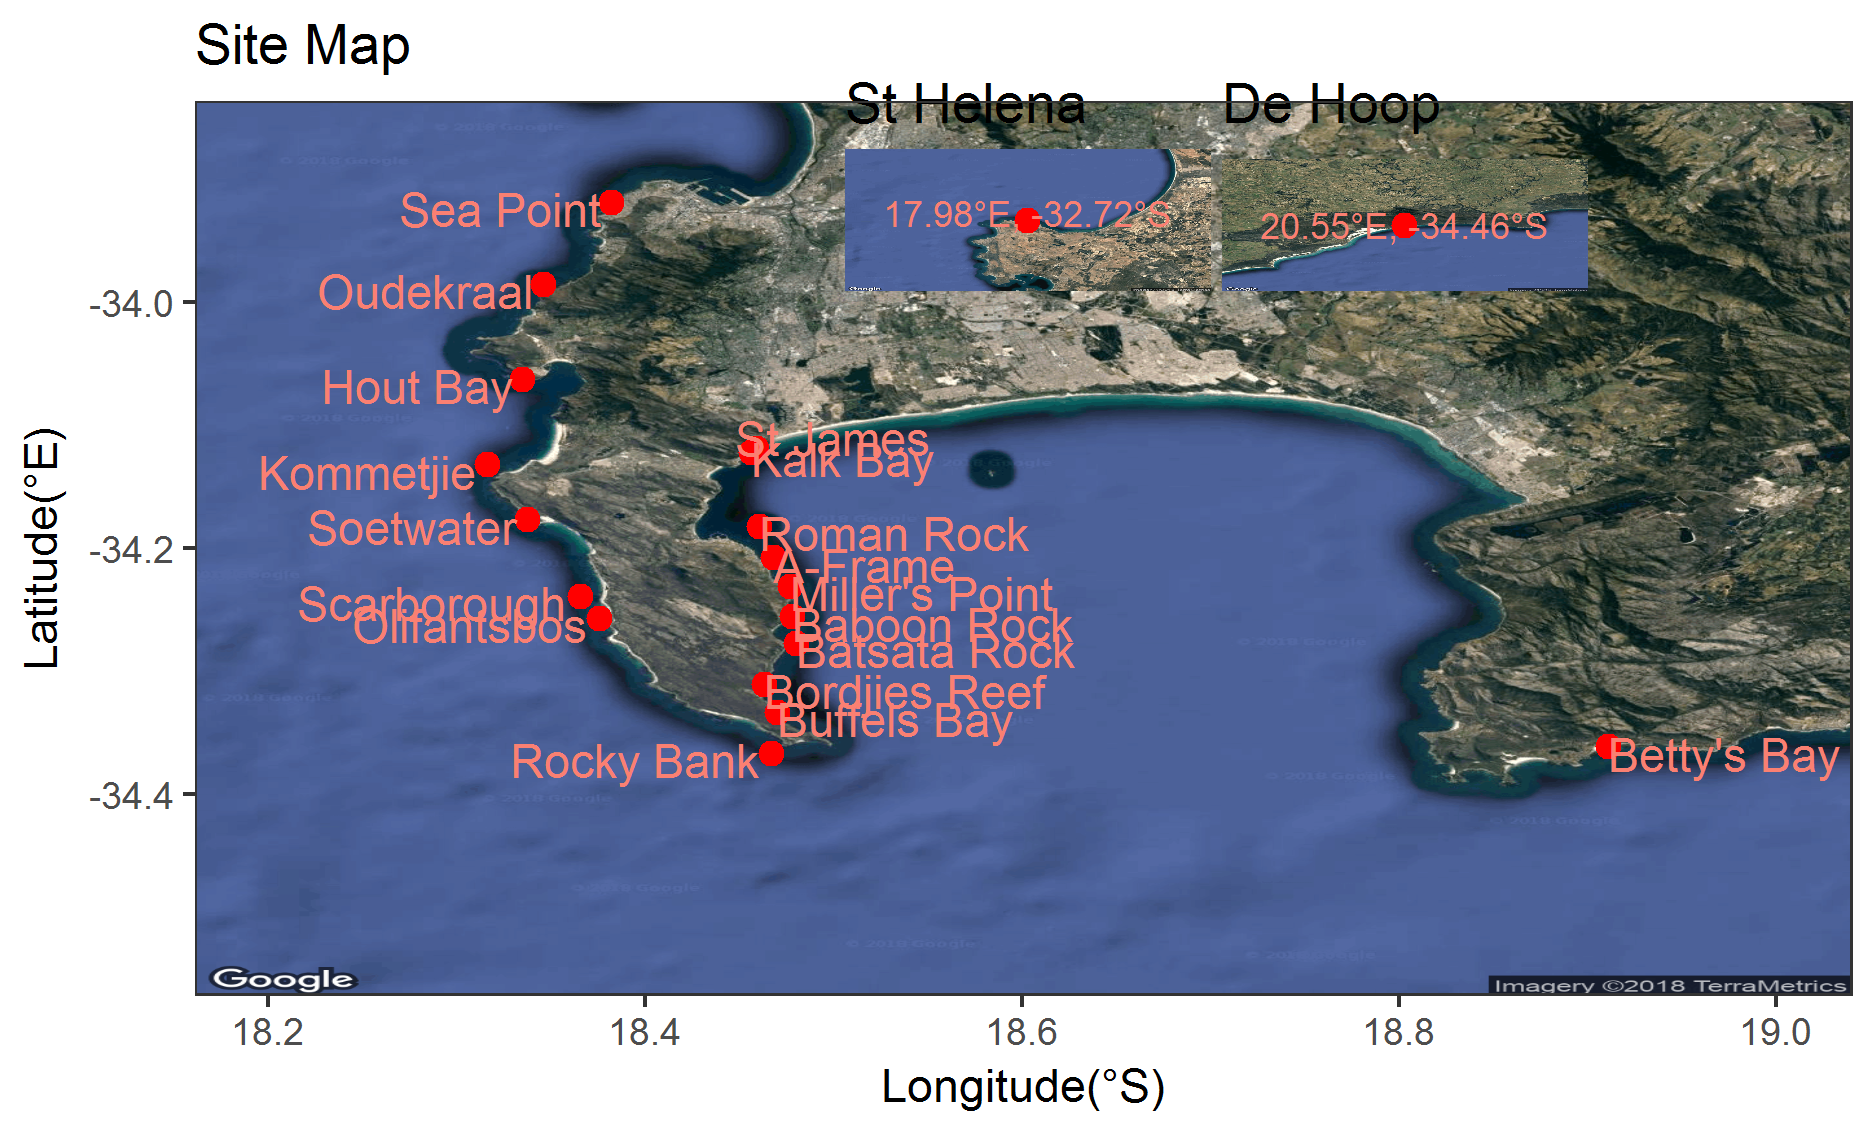 Site Map
St Helena
De Hoop
Sea Point
17.98°E, -32.72°S
20.55°E, -34.46°S
Oudekraal
-34.0
Hout Bay
St James
Kalk Bay
Kommetjie
Soetwater
Roman Rock
-34.2
A-Frame
Miller's Point
Scarborough
Olifantsbos
Baboon Rock
Batsata Rock
Bordjies Reef
Buffels Bay
Rocky Bank
Betty's Bay
-34.4
Latitude(°E)
Google
Imagery ©2018 TerraMetrics
18.2
18.4
18.6
18.8
19.0
Longitude(°S)